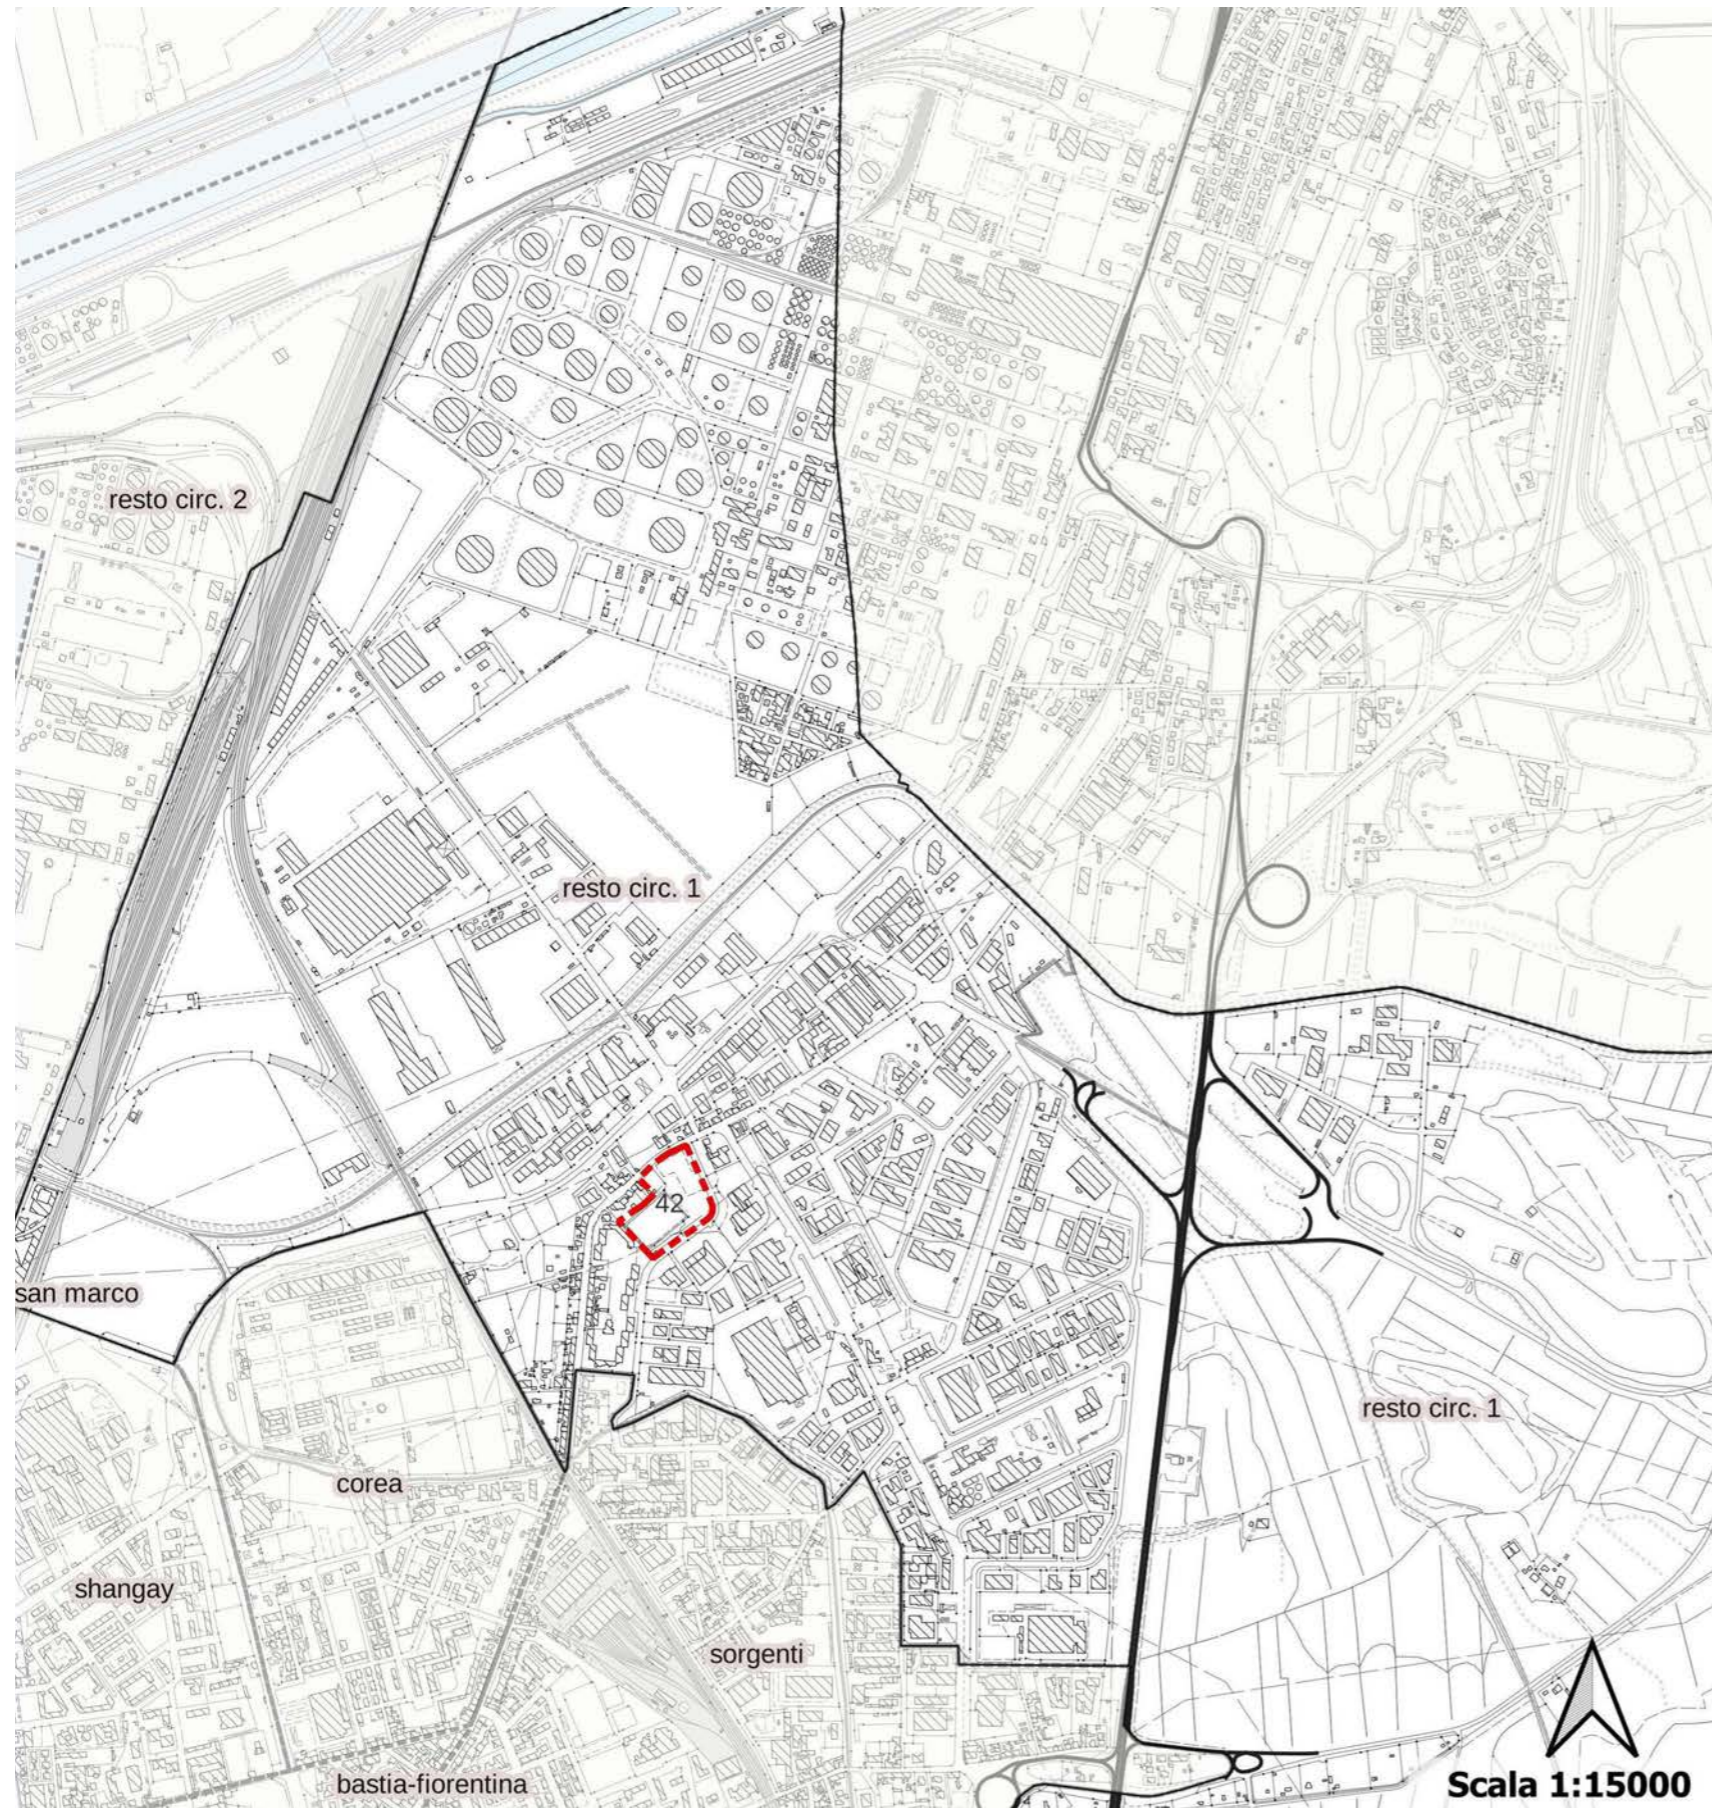 resto circ. 2
resto circ. 1
42
san marco
resto circ. 1
corea
shangay
sorgenti
bastia-fiorentina
Scala 1:15000